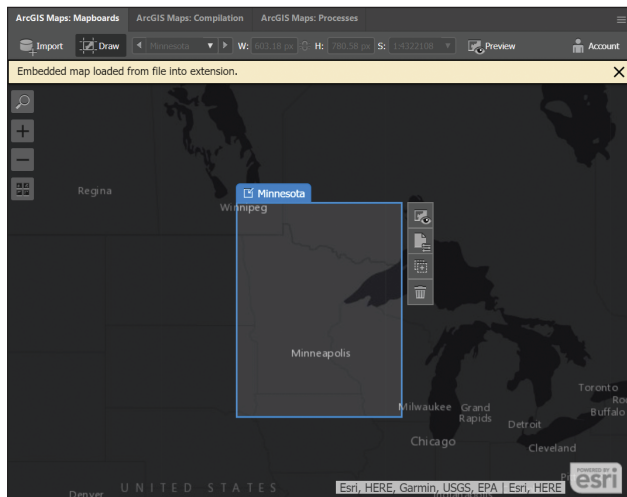 ArcGIS Maps: Mapboards
ArcGIS Maps: Compilation
ArcGIS Maps: Processes
Import
Draw
Minnesota
W: 603.18 px
H: 780.58 px
S: 1:4322108
Preview
Account
Embedded map loaded from file into extension.
Regina
Winnipeg
Minnesota
Minneapolis
Toronto
Buffalo
Milwaukee
Grand
Rapids
Detroit
Chicago
Cleveland
UNITED STATES
Denver
Esri, HERE, Garmin, USGS, EPA | Esri, HERE
POWERED BY
esri